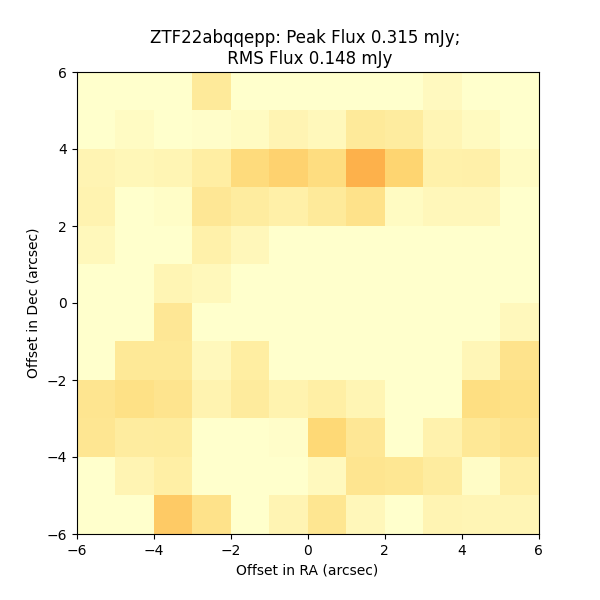 ZTF22abqqepp: Peak Flux 0.315 mJy;
RMS Flux 0.148 mJy
6
4
2
0
−2
−4
−6
Offset in Dec (arcsec)
−6 −4 −2 0 2 4 6
Offset in RA (arcsec)